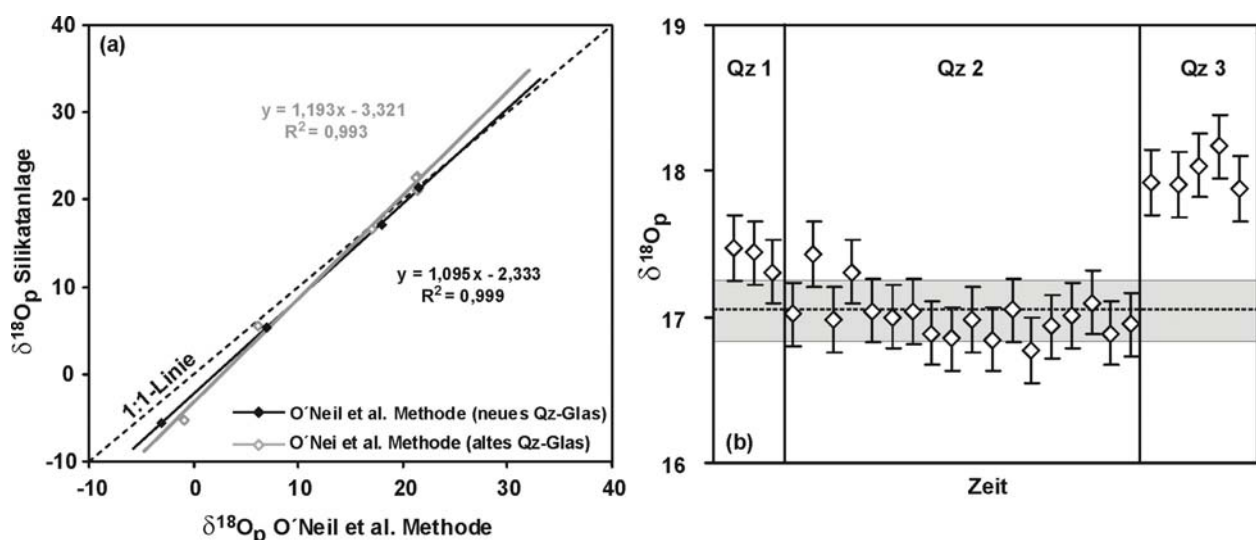 (a)
40
30
20
10
0
-10
-10
0
10
20
30
40
δ18Op Silikatanlage
δ18Op O´Neil et al. Methode
y = 1,193x - 3,321
R2 = 0,993
y = 1,095x - 2,333
R2 = 0,999
1:1-Linie
O´Neil et al. Methode (neues Qz-Glas)
O´Nei et al. Methode (altes Qz-Glas)
19
18
17
16
δ18Op
Qz 1
Qz 2
Qz 3
(b)
Zeit